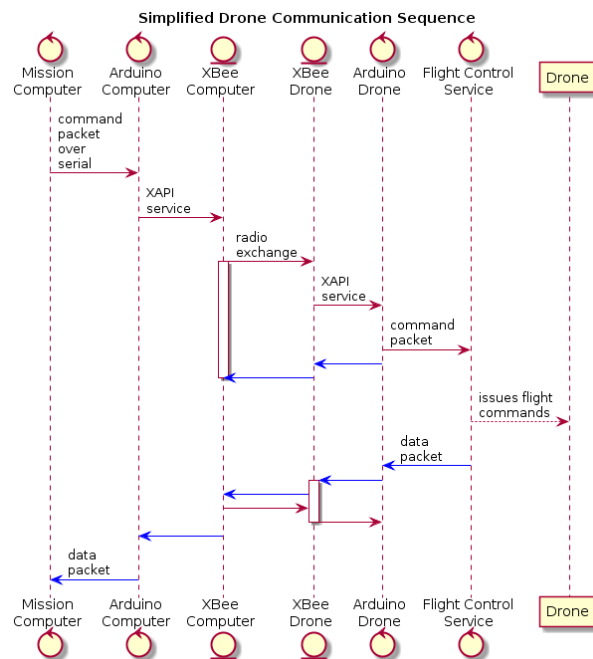 Simplified Drone Communication Sequence
Mission
Computer
Arduino
Computer
XBee
Computer
XBee
Drone
Arduino
Drone
Flight Control
Service
Drone
command
packet
over
serial
XAPI
service
radio
exchange
XAPI
service
command
packet
issues flight
commands
data
packet
data
packet
Mission
Computer
Arduino
Computer
XBee
Computer
XBee
Drone
Arduino
Drone
Flight Control
Service
Drone